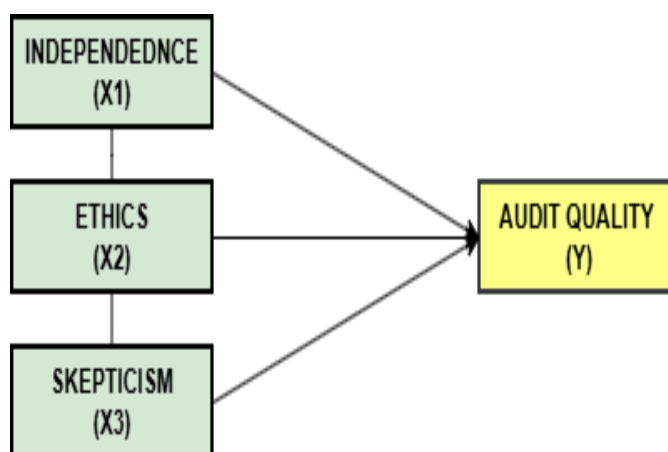 INDEPENDEDNCE
(X1)
ETHICS
(X2)
SKEPTICISM
(X3)
AUDIT QUALITY
(Y)